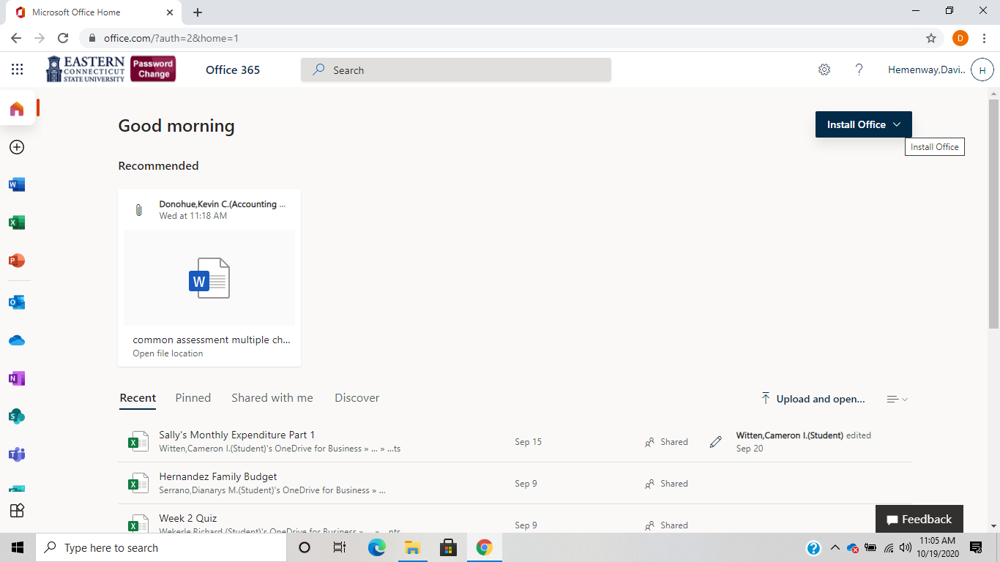 Microsoft Office Home
office.com/?auth=2&home=1
D
EASTERN
CONNECTICUT
STATE UNIVERSITY
Password
Change
Office 365
Search
?
Hemenway,Davi..
H
Good morning
Install Office
Install Office
Recommended
Donohue,Kevin C.(Accounting ...
Wed at 11:18 AM
W
common assessment multiple ch...
Open file location
Recent Pinned Shared with me Discover
Upload and open...
Sally's Monthly Expenditure Part 1
Witten,Cameron I.(Student)'s OneDrive for Business » ... » ...ts
Sep 15
Shared
Witten,Cameron I.(Student) edited
Sep 20
Hernandez Family Budget
Serrano,Dianarys M.(Student)'s OneDrive for Business » ...
Sep 9
Shared
Week 2 Quiz
Wekerle,Richard (Student)'s OneDrive for Business » ... » ...nts
Sep 9
Shared
Feedback
Type here to search
11:05 AM
10/19/2020